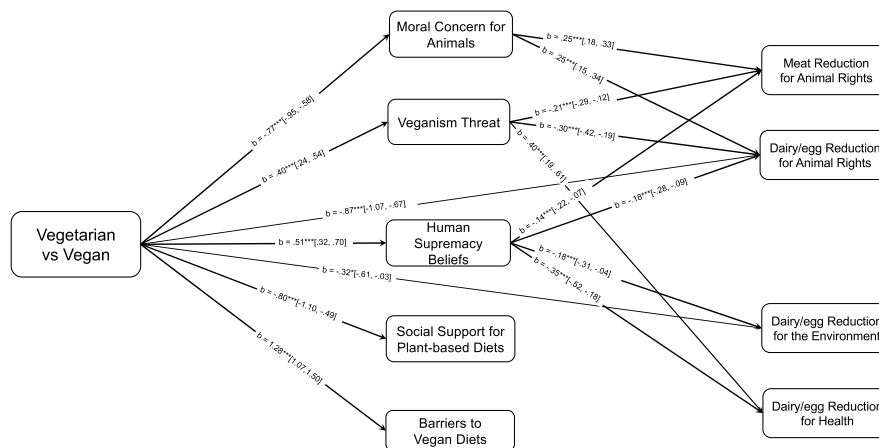 Moral Concern for
Animals
b = .25***[.18, .33]
b = .25***[.15, .34]
Meat Reduction
for Animal Rights
b = -.77***[-.95, -.58]
Veganism Threat
b = -.21***[-.29, -.12]
b = -.30***[-.42, -.19]
b = .40***[.24, .54]
b = .40***[.19, .61]
Dairy/egg Reduction
for Animal Rights
b = -.87***[-1.07, -.67]
b = -.14***[-.22, -.07]
b = -.18***[-.28, -.09]
Vegetarian
vs Vegan
b = .51***[.32, .70]
Human
Supremacy
Beliefs
b = -.18***[-.31, -.04]
b = -.35***[-.52, -.18]
b = -.32*[-.61, -.03]
b = -.80***[-1.10, -.49]
Social Support for
Plant-based Diets
Dairy/egg Reduction
for the Environment
b = 1.28***[1.07,1.50]
Barriers to
Vegan Diets
Dairy/egg Reduction
for Health